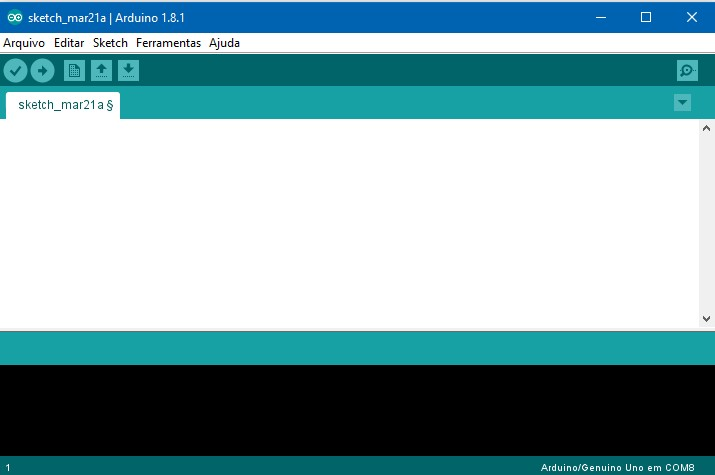 sketch_mar21a | Arduino 1.8.1
Arquivo Editar Sketch Ferramentas Ajuda
sketch_mar21a §
1 Arduino/Genuino Uno em COM8